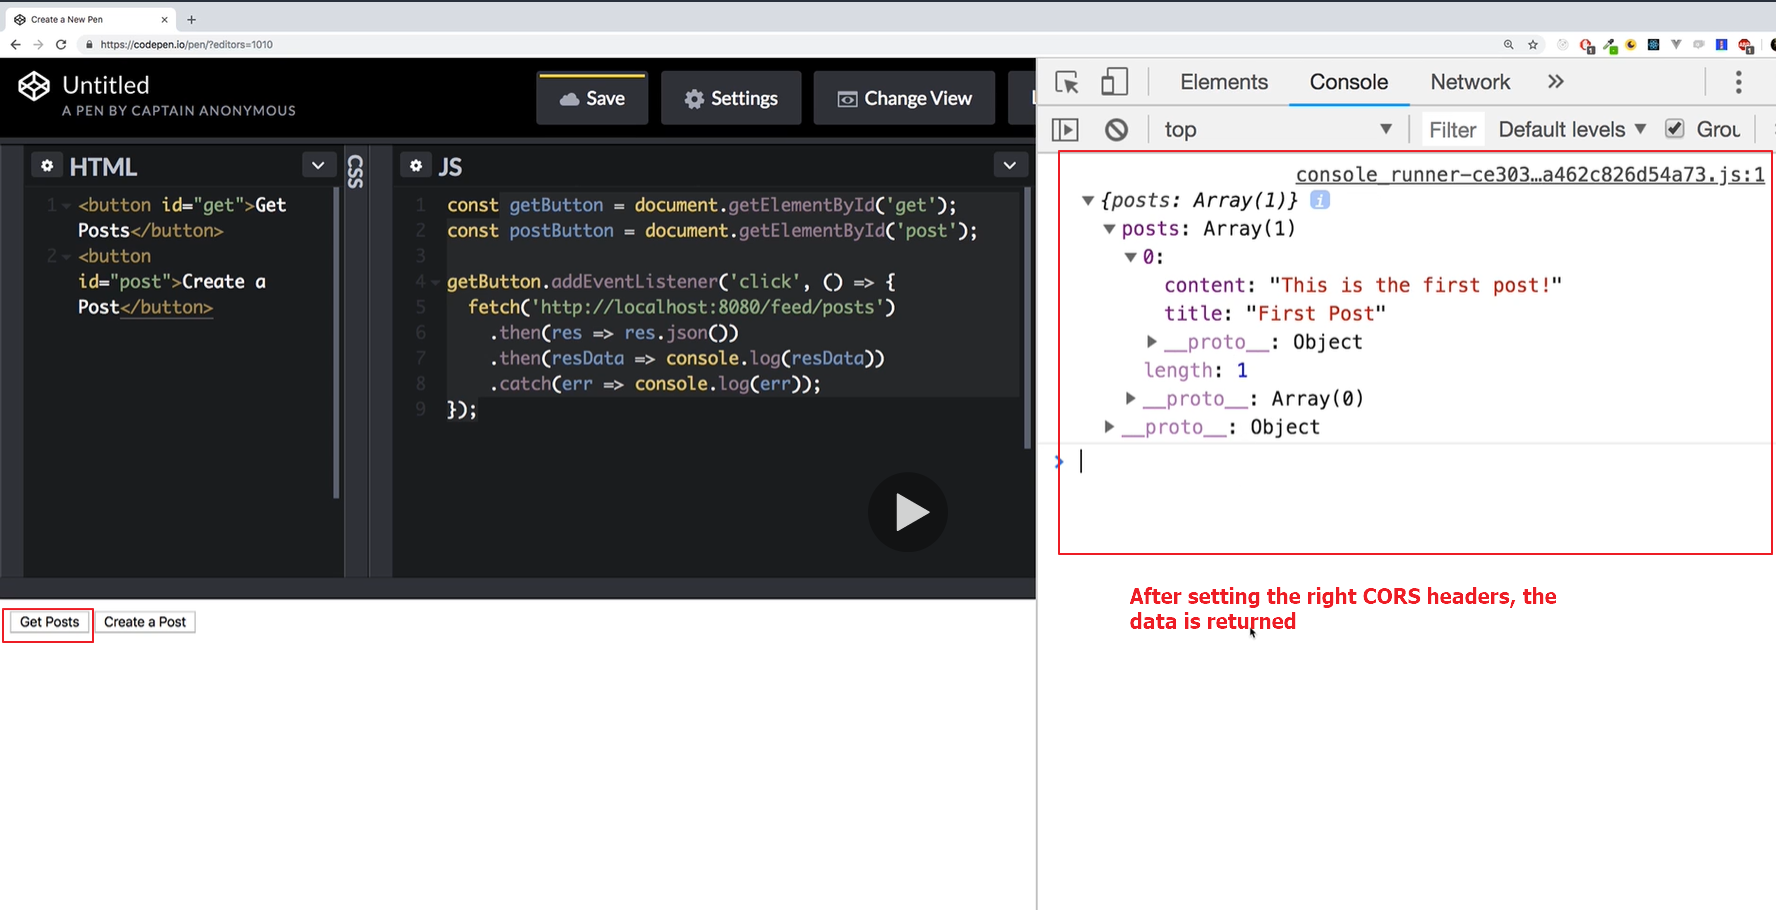 Create a New Pen
https://codepen.io/pen/?editors=1010
Untitled
A PEN BY CAPTAIN ANONYMOUS
Save
Settings
Change View
HTML
1 <button id="get">Get
Posts</button>
2 <button
id="post">Create a
Post</button>
CSS
JS
1 const getButton = document.getElementById('get');
2 const postButton = document.getElementById('post');
3
4 getButton.addEventListener('click', () => {
5 fetch('http://localhost:8080/feed/posts')
6 .then(res => res.json())
7 .then(resData => console.log(resData))
8 .catch(err => console.log(err));
9 });
Get Posts
Create a Post
Elements
Console
Network
top
Filter
Default levels
Grou
console_runner-ce303…a462c826d54a73.js:1
{posts: Array(1)}
posts: Array(1)
0:
content: "This is the first post!"
title: "First Post"
__proto__: Object
length: 1
__proto__: Array(0)
__proto__: Object
After setting the right CORS headers, the
data is returned